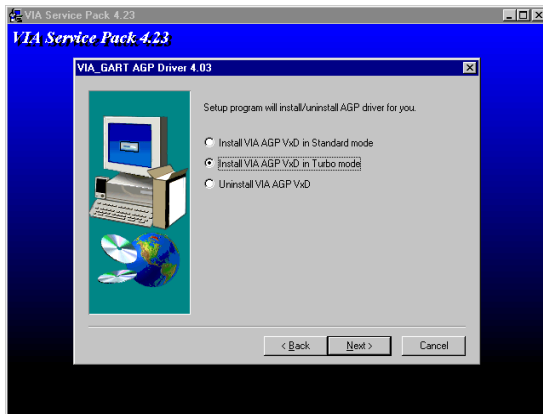 VIA Service Pack 4.23
VIA Service Pack 4.23
VIA_GART AGP Driver 4.03
Setup program will install/uninstall AGP driver for you.
Install VIA AGP VxD in Standard mode
Install VIA AGP VxD in Turbo mode
Uninstall VIA AGP VxD
< Back
Next >
Cancel